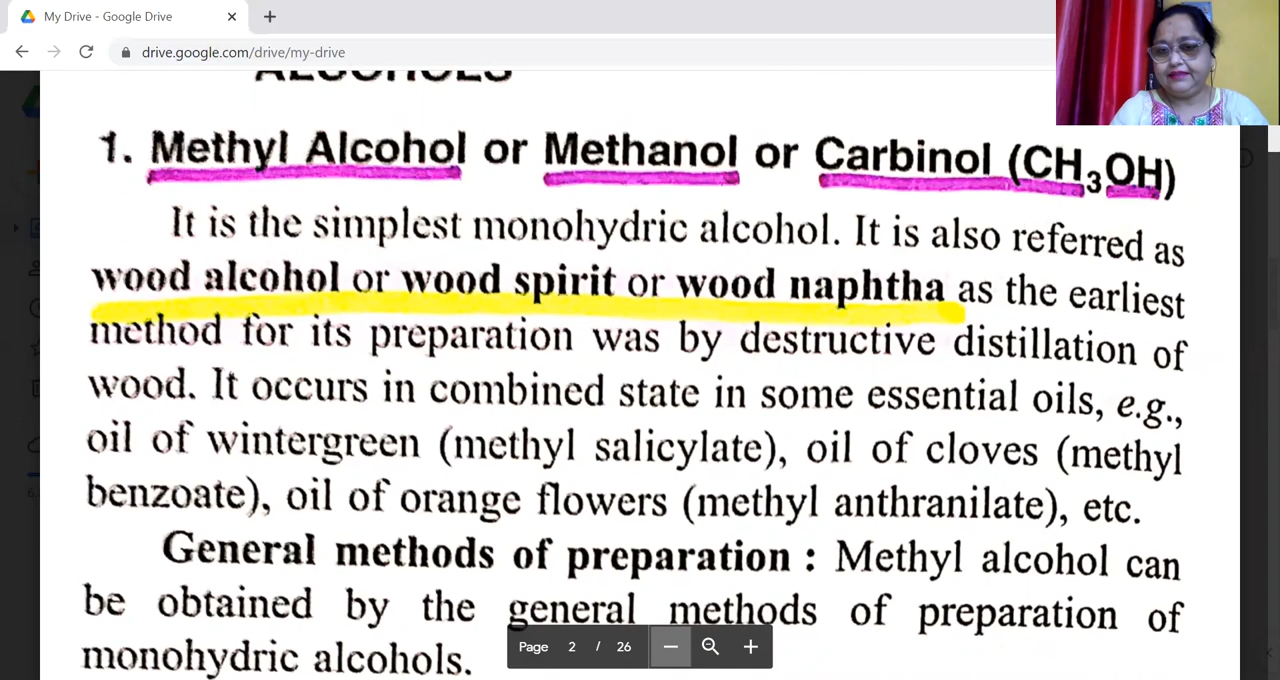 My Drive - Google Drive
drive.google.com/drive/my-drive
ALCOHOLS
1. Methyl Alcohol or Methanol or Carbinol (CH₃OH)
It is the simplest monohydric alcohol. It is also referred as
wood alcohol or wood spirit or wood naphtha as the earliest
method for its preparation was by destructive distillation of
wood. It occurs in combined state in some essential oils, e.g.,
oil of wintergreen (methyl salicylate), oil of cloves (methyl
benzoate), oil of orange flowers (methyl anthranilate), etc.
General methods of preparation : Methyl alcohol can
be obtained by the general methods of preparation of
monohydric alcohols.
Page 2 / 26